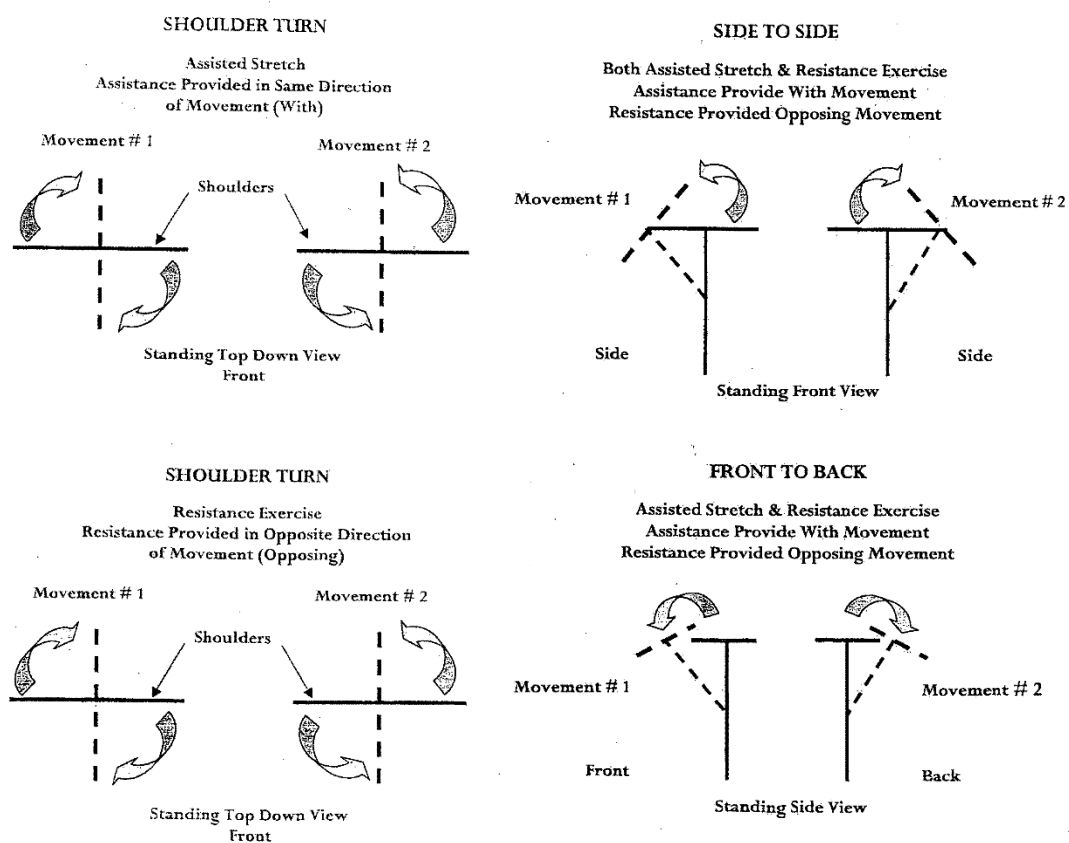 SHOULDER TURN
Assisted Stretch
Assistance Provided in Same Direction
of Movement (With)
Movement # 1
Movement # 2
Shoulders
Standing Top Down View
Front
SIDE TO SIDE
Both Assisted Stretch & Resistance Exercise
Assistance Provide With Movement
Resistance Provided Opposing Movement
Movement # 1
Movement # 2
Side
Side
Standing Front View
SHOULDER TURN
Resistance Exercise
Resistance Provided in Opposite Direction
of Movement (Opposing)
Movement # 1
Movement # 2
Shoulders
Standing Top Down View
Front
FRONT TO BACK
Assisted Stretch & Resistance Exercise
Assistance Provide With Movement
Resistance Provided Opposing Movement
Movement # 1
Movement # 2
Front
Back
Standing Side View